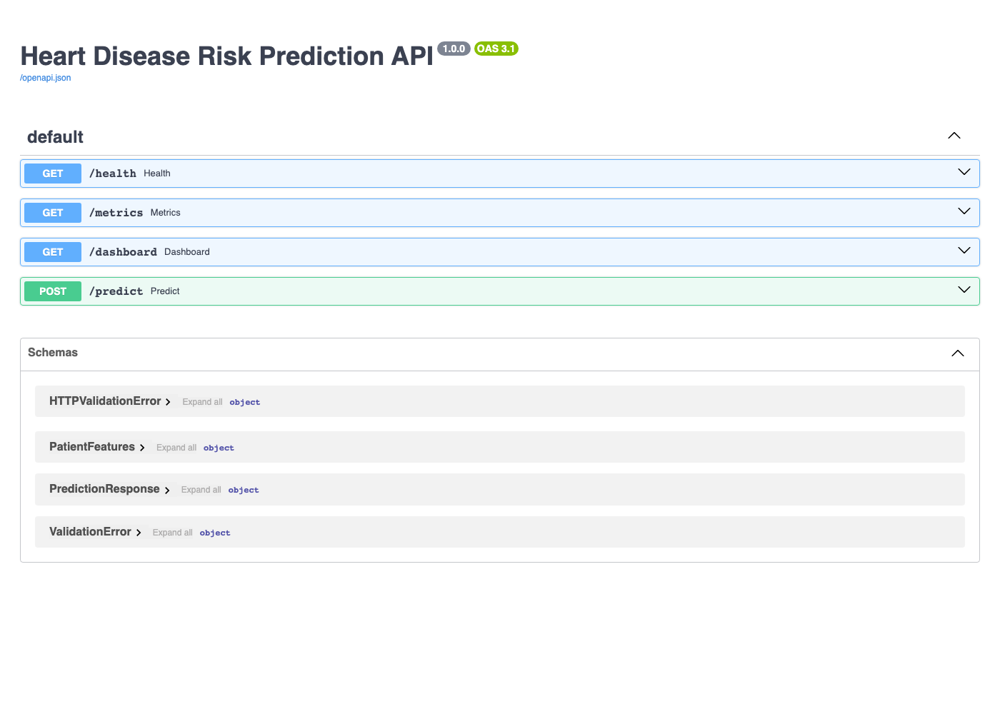 Heart Disease Risk Prediction API 1.0.0 OAS 3.1
/openapi.json
default
GET /health Health
GET /metrics Metrics
GET /dashboard Dashboard
POST /predict Predict
Schemas
HTTPValidationError Expand all object
PatientFeatures Expand all object
PredictionResponse Expand all object
ValidationError Expand all object